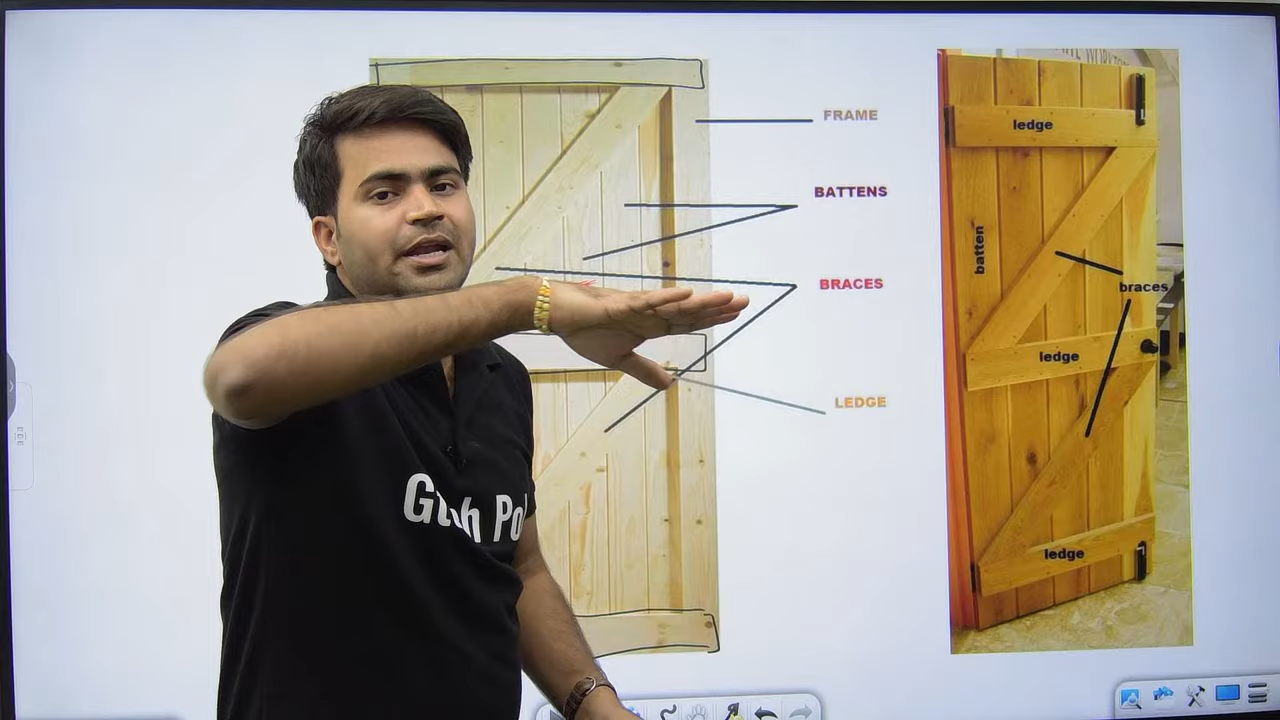 FRAME
BATTENS
BRACES
LEDGE
ledge
batten
braces
ledge
ledge